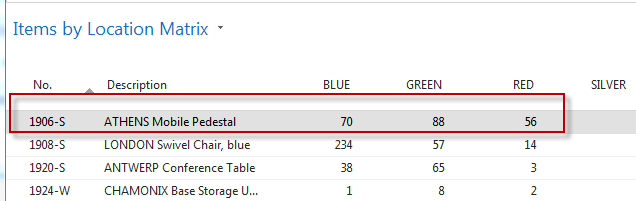 Items by Location Matrix
No. Description BLUE GREEN RED SILVER
1906-S ATHENS Mobile Pedestal 70 88 56
1908-S LONDON Swivel Chair, blue 234 57 14
1920-S ANTWERP Conference Table 38 65 3
1924-W CHAMONIX Base Storage U... 1 8 2